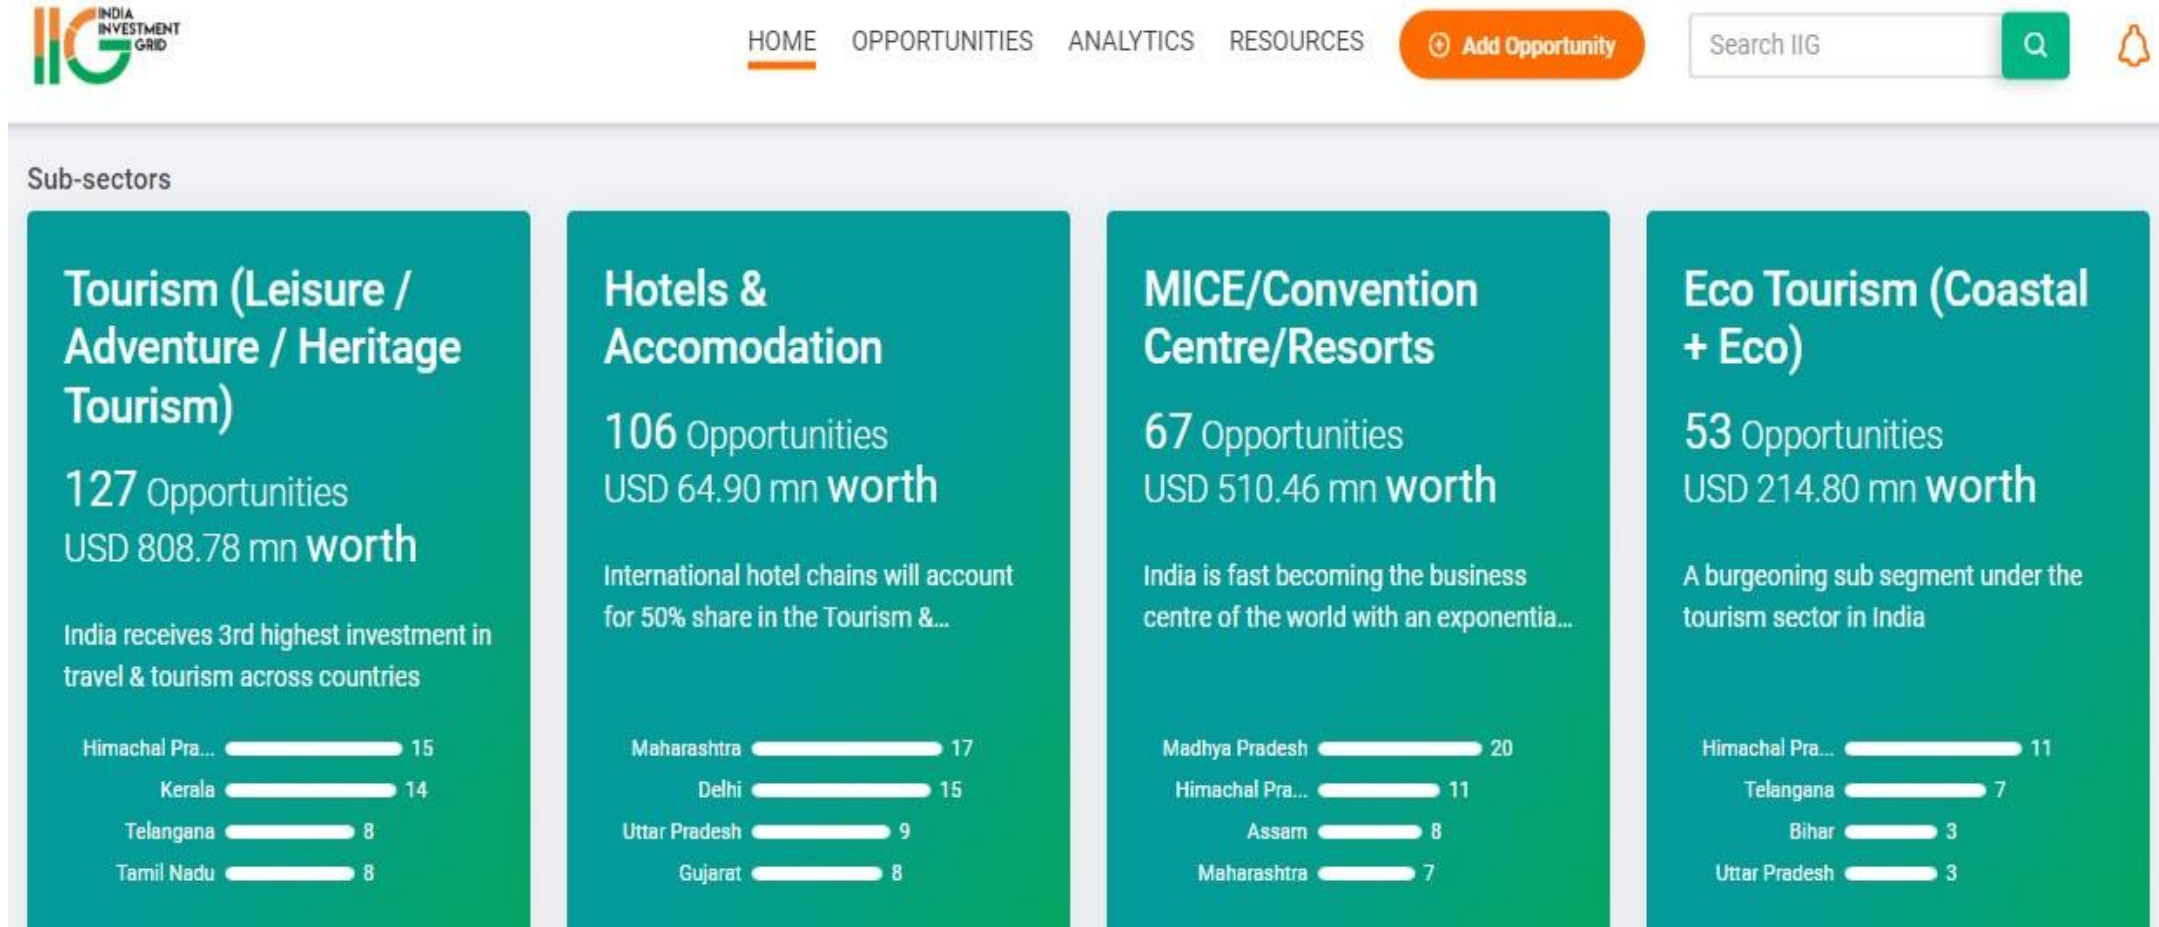 INDIA
INVESTMENT
GRID
HOME OPPORTUNITIES ANALYTICS RESOURCES Add Opportunity Search IIG
Sub-sectors
Tourism (Leisure /
Adventure / Heritage
Tourism)
127 Opportunities
USD 808.78 mn worth
India receives 3rd highest investment in
travel & tourism across countries
Himachal Pra... 15
Kerala 14
Telangana 8
Tamil Nadu 8
Hotels &
Accomodation
106 Opportunities
USD 64.90 mn worth
International hotel chains will account
for 50% share in the Tourism &...
Maharashtra 17
Delhi 15
Uttar Pradesh 9
Gujarat 8
MICE/Convention
Centre/Resorts
67 Opportunities
USD 510.46 mn worth
India is fast becoming the business
centre of the world with an exponentia...
Madhya Pradesh 20
Himachal Pra... 11
Assam 8
Maharashtra 7
Eco Tourism (Coastal
+ Eco)
53 Opportunities
USD 214.80 mn worth
A burgeoning sub segment under the
tourism sector in India
Himachal Pra... 11
Telangana 7
Bihar 3
Uttar Pradesh 3